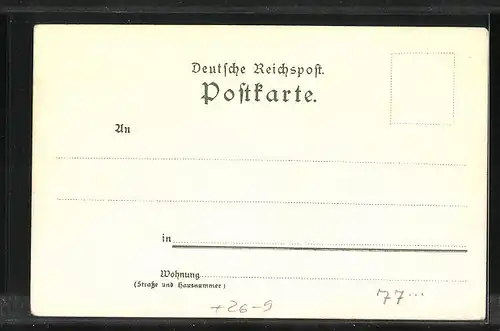 Deutsche Reichspost.
Postkarte.
An
in
Wohnung
(Straße und Hausnummer)
+26-9
77...